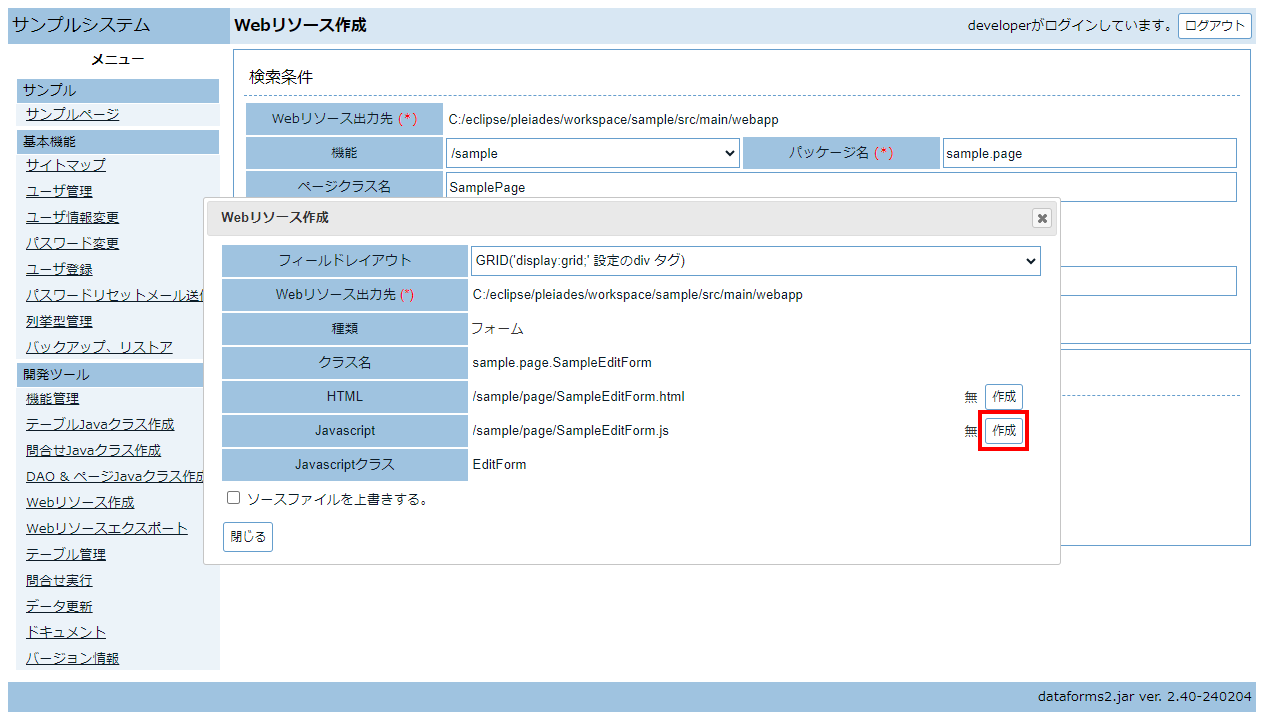 サンプルシステム
Webリソース作成
developerがログインしています。 ログアウト
メニュー
サンプル
サンプルページ
基本機能
サイトマップ
ユーザ管理
ユーザ情報変更
パスワード変更
ユーザ登録
パスワードリセットメール送信
列挙型管理
バックアップ、リストア
開発ツール
機能管理
テーブルJavaクラス作成
問合せJavaクラス作成
DAO & ページJavaクラス作成
Webリソース作成
Webリソースエクスポート
テーブル管理
問合せ実行
データ更新
ドキュメント
バージョン情報
検索条件
Webリソース出力先 (*) C:/eclipse/pleiades/workspace/sample/src/main/webapp
機能 /sample パッケージ名 (*) sample.page
ページクラス名 SamplePage
Webリソース作成
フィールドレイアウト GRID('display:grid;' 設定のdiv タグ)
Webリソース出力先 (*) C:/eclipse/pleiades/workspace/sample/src/main/webapp
種類 フォーム
クラス名 sample.page.SampleEditForm
HTML /sample/page/SampleEditForm.html 無 作成
Javascript /sample/page/SampleEditForm.js 無 作成
Javascriptクラス EditForm
ソースファイルを上書きする。
閉じる
dataforms2.jar ver. 2.40-240204